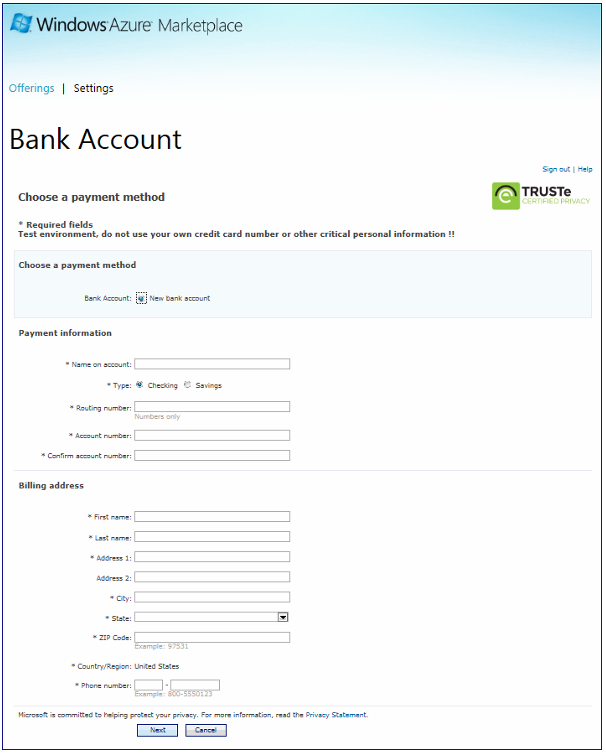 Windows Azure Marketplace
Offerings | Settings
Bank Account
Sign out | Help
Choose a payment method
TRUSTe
CERTIFIED PRIVACY
* Required fields
Test environment, do not use your own credit card number or other critical personal information !!
Choose a payment method
Bank Account: New bank account
Payment information
* Name on account:
* Type: Checking Savings
* Routing number:
Numbers only
* Account number:
* Confirm account number:
Billing address
* First name:
* Last name:
* Address 1:
Address 2:
* City:
* State:
* ZIP Code:
Example: 97531
* Country/Region: United States
* Phone number: -
Example: 800-5550123
Microsoft is committed to helping protect your privacy. For more information, read the Privacy Statement.
Next Cancel